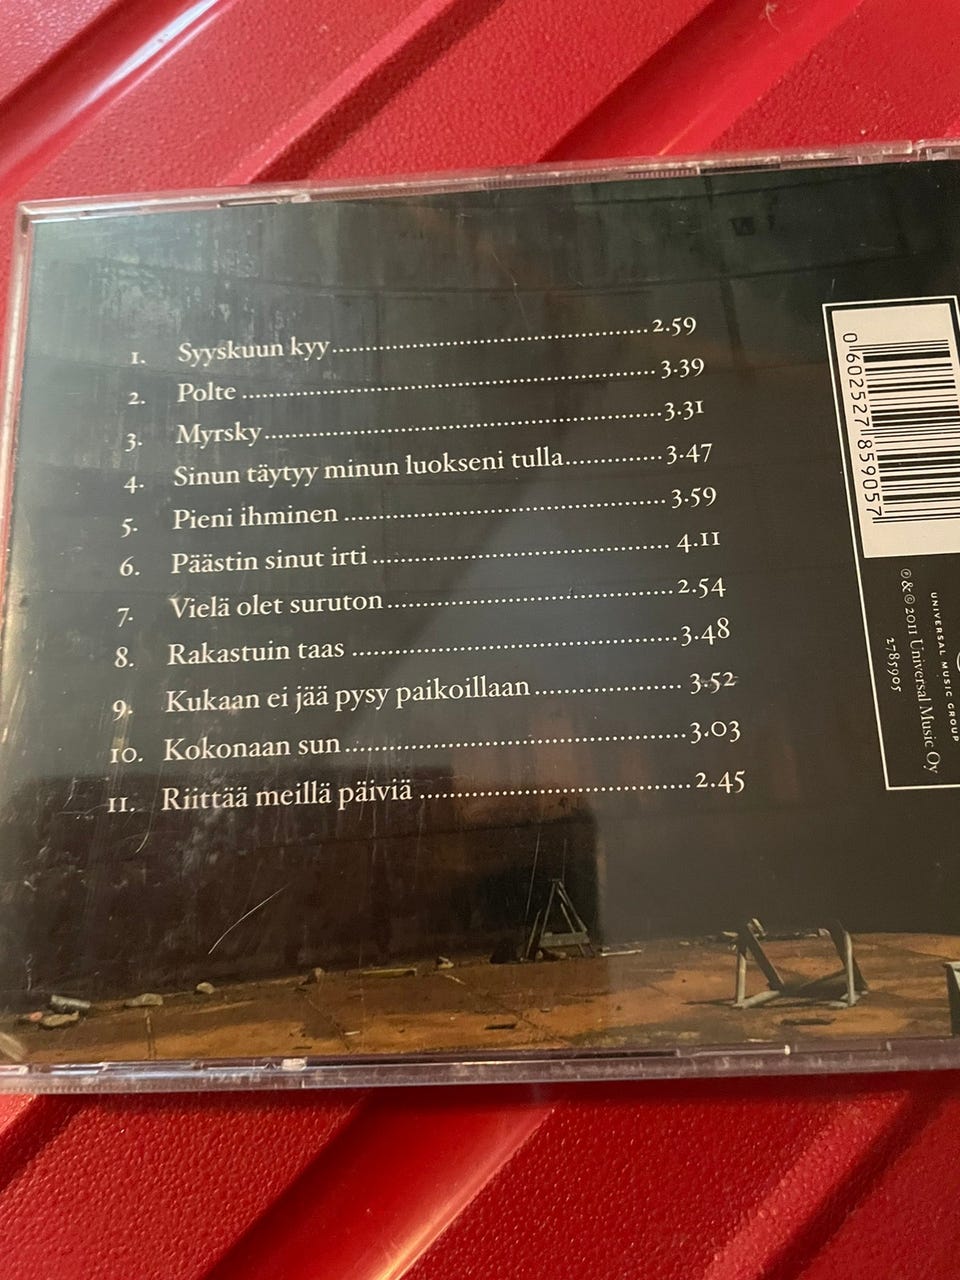 1. Syyskuun kyy 2.59
2. Polte 3.39
3. Myrsky 3.31
4. Sinun täytyy minun luokseni tulla 3.47
5. Pieni ihminen 3.59
6. Päästin sinut irti 4.11
7. Vielä olet suruton 2.54
8. Rakastuin taas 3.48
9. Kukaan ei jää pysy paikoillaan 3.52
10. Kokonaan sun 3.03
11. Riittää meillä päiviä 2.45
0 602527 859057
UNIVERSAL MUSIC GROUP
℗&© 2011 Universal Music Oy
2785905